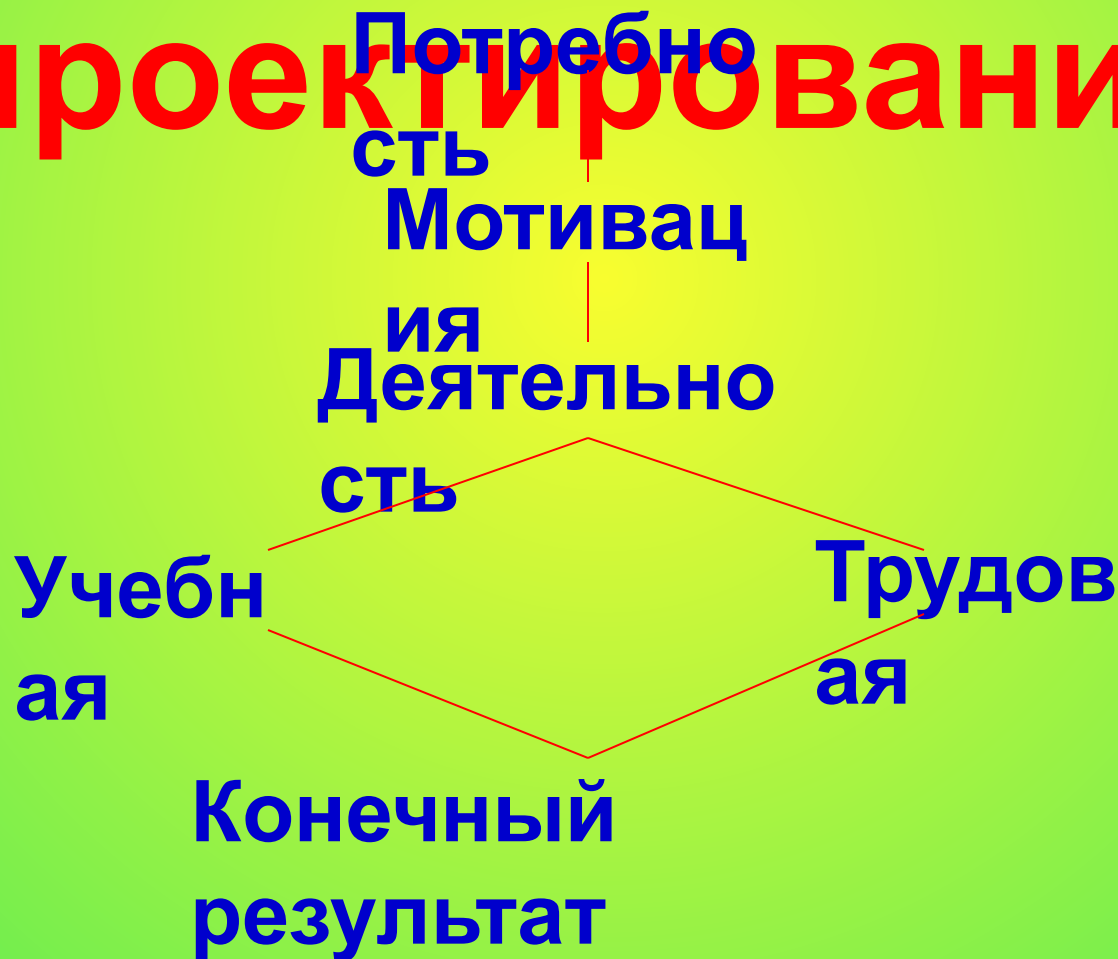 проектировани
Потребно
сть
Мотивац
ия
Деятельно
сть
Учебн
ая
Трудов
ая
Конечный
результат